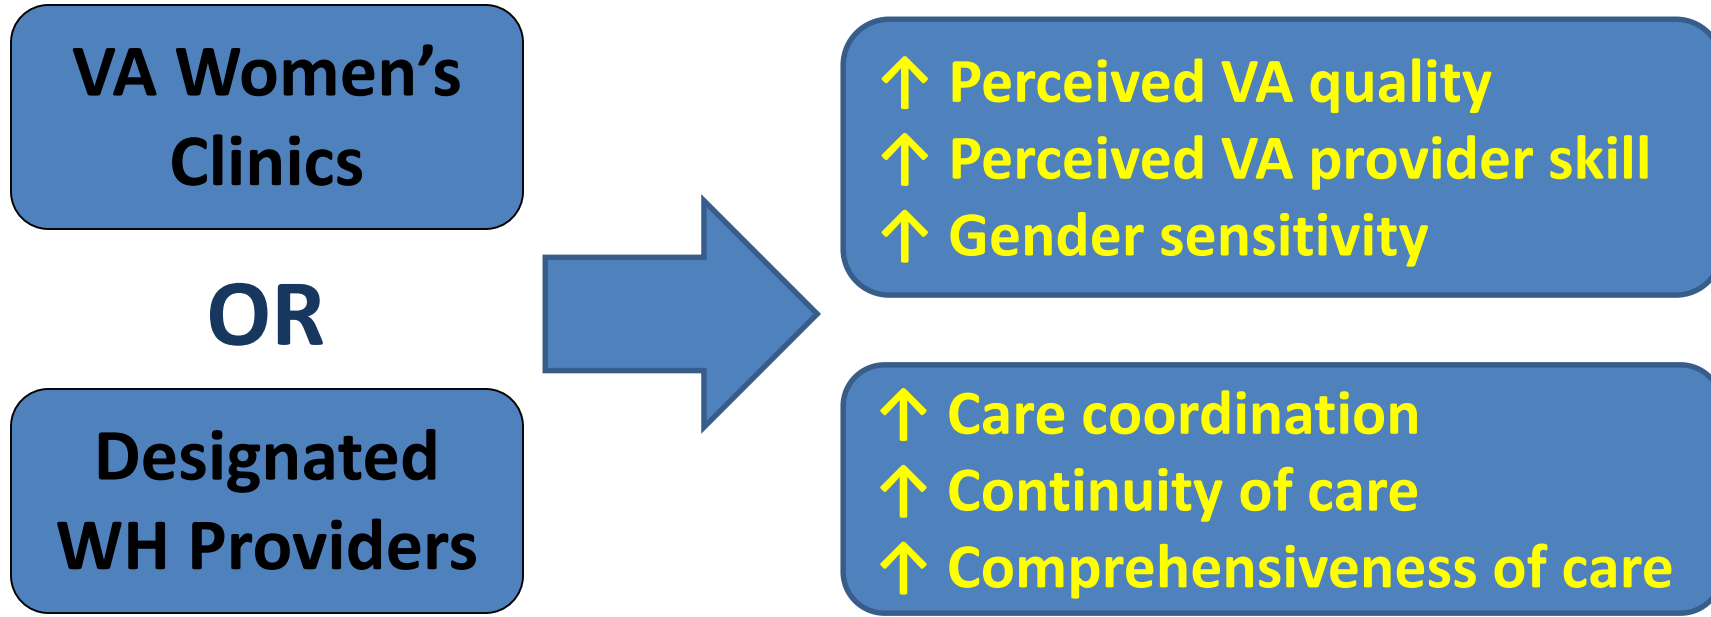 VA Women’s
Clinics
OR
Designated
WH Providers
↑ Perceived VA quality
↑ Perceived VA provider skill
↑ Gender sensitivity
↑ Care coordination
↑ Continuity of care
↑ Comprehensiveness of care